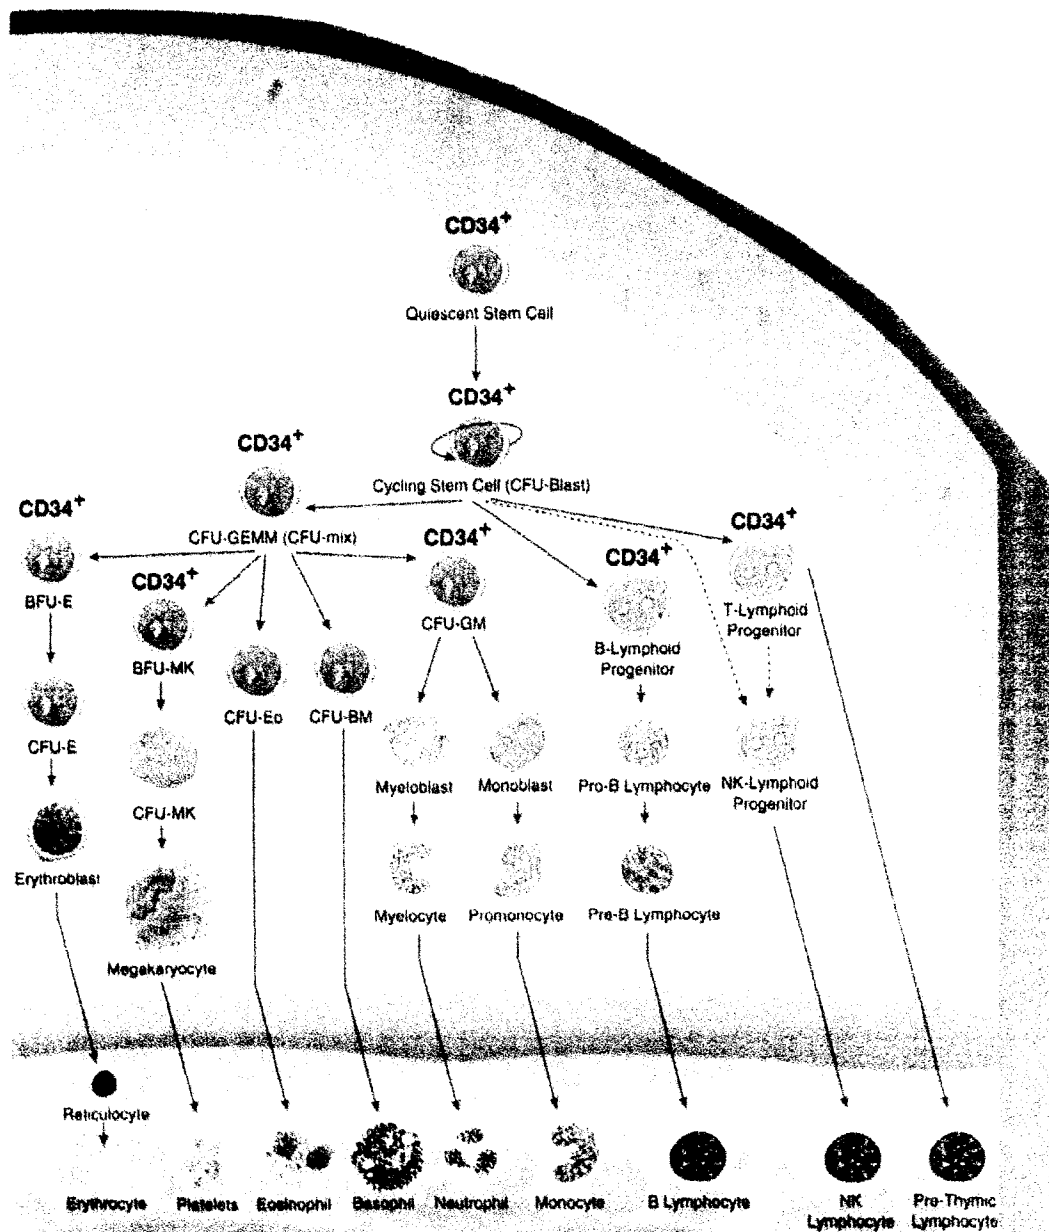 CD34+
Quiescent Stem Cell
CD34+
Cycling Stem Cell (CFU-Blast)
CD34+
CFU-GEMM (CFU-mix)
CD34+
BFU-E
CFU-E
Erythroblast
CD34+
BFU-MK
CFU-MK
Megakaryocyte
CFU-Eo
CFU-BM
CD34+
CFU-GM
Myeloblast
Monoblast
Myelocyte
Promonocyte
CD34+
B-Lymphoid
Progenitor
Pro-B Lymphocyte
Pre-B Lymphocyte
CD34+
T-Lymphoid
Progenitor
NK-Lymphoid
Progenitor
Reticulocyte
Erythrocyte
Platelets
Eosinophil
Basophil
Neutrophil
Monocyte
B Lymphocyte
NK
Lymphocyte
Pre-Thymic
Lymphocyte